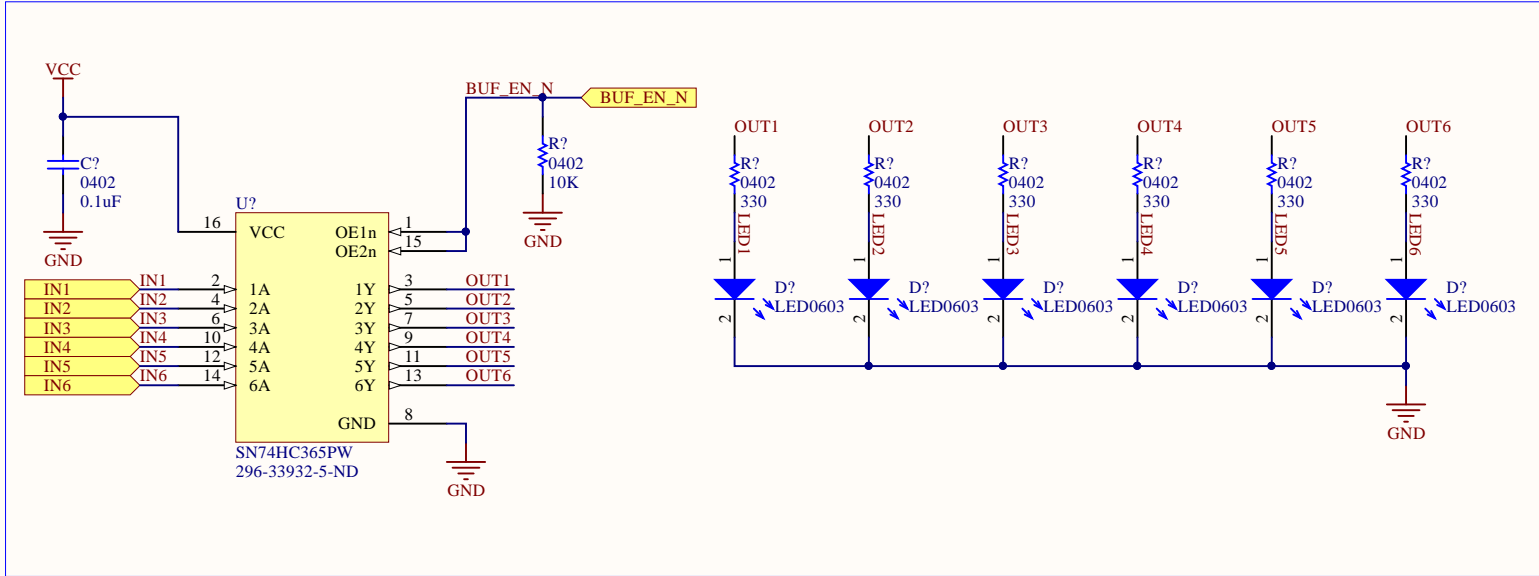 VCC
C?
0402
0.1uF
GND
BUF_EN_N
BUF_EN_N
R?
0402
10K
GND
U?
16 VCC OE1n 1
OE2n 15
IN1 IN1 2 1A 1Y 3 OUT1
IN2 IN2 4 2A 2Y 5 OUT2
IN3 IN3 6 3A 3Y 7 OUT3
IN4 IN4 10 4A 4Y 9 OUT4
IN5 IN5 12 5A 5Y 11 OUT5
IN6 IN6 14 6A 6Y 13 OUT6
GND 8
SN74HC365PW
296-33932-5-ND
GND
OUT1 OUT2 OUT3 OUT4 OUT5 OUT6
R? R? R? R? R? R?
0402 0402 0402 0402 0402 0402
330 330 330 330 330 330
LED1 LED2 LED3 LED4 LED5 LED6
1 1 1 1 1 1
D? D? D? D? D? D?
LED0603 LED0603 LED0603 LED0603 LED0603 LED0603
2 2 2 2 2 2
GND